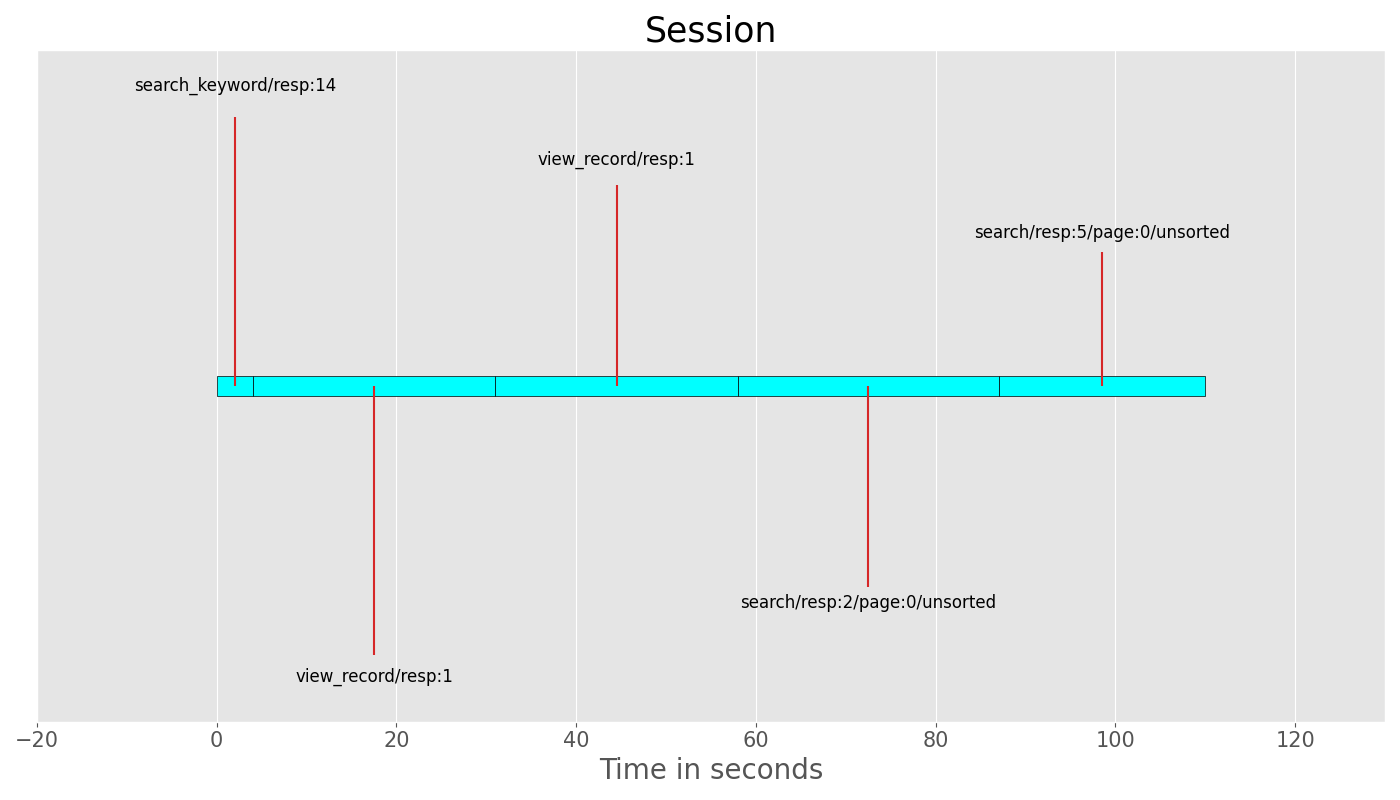 Session
search_keyword/resp:14
view_record/resp:1
search/resp:5/page:0/unsorted
search/resp:2/page:0/unsorted
view_record/resp:1
−20 0 20 40 60 80 100 120
Time in seconds